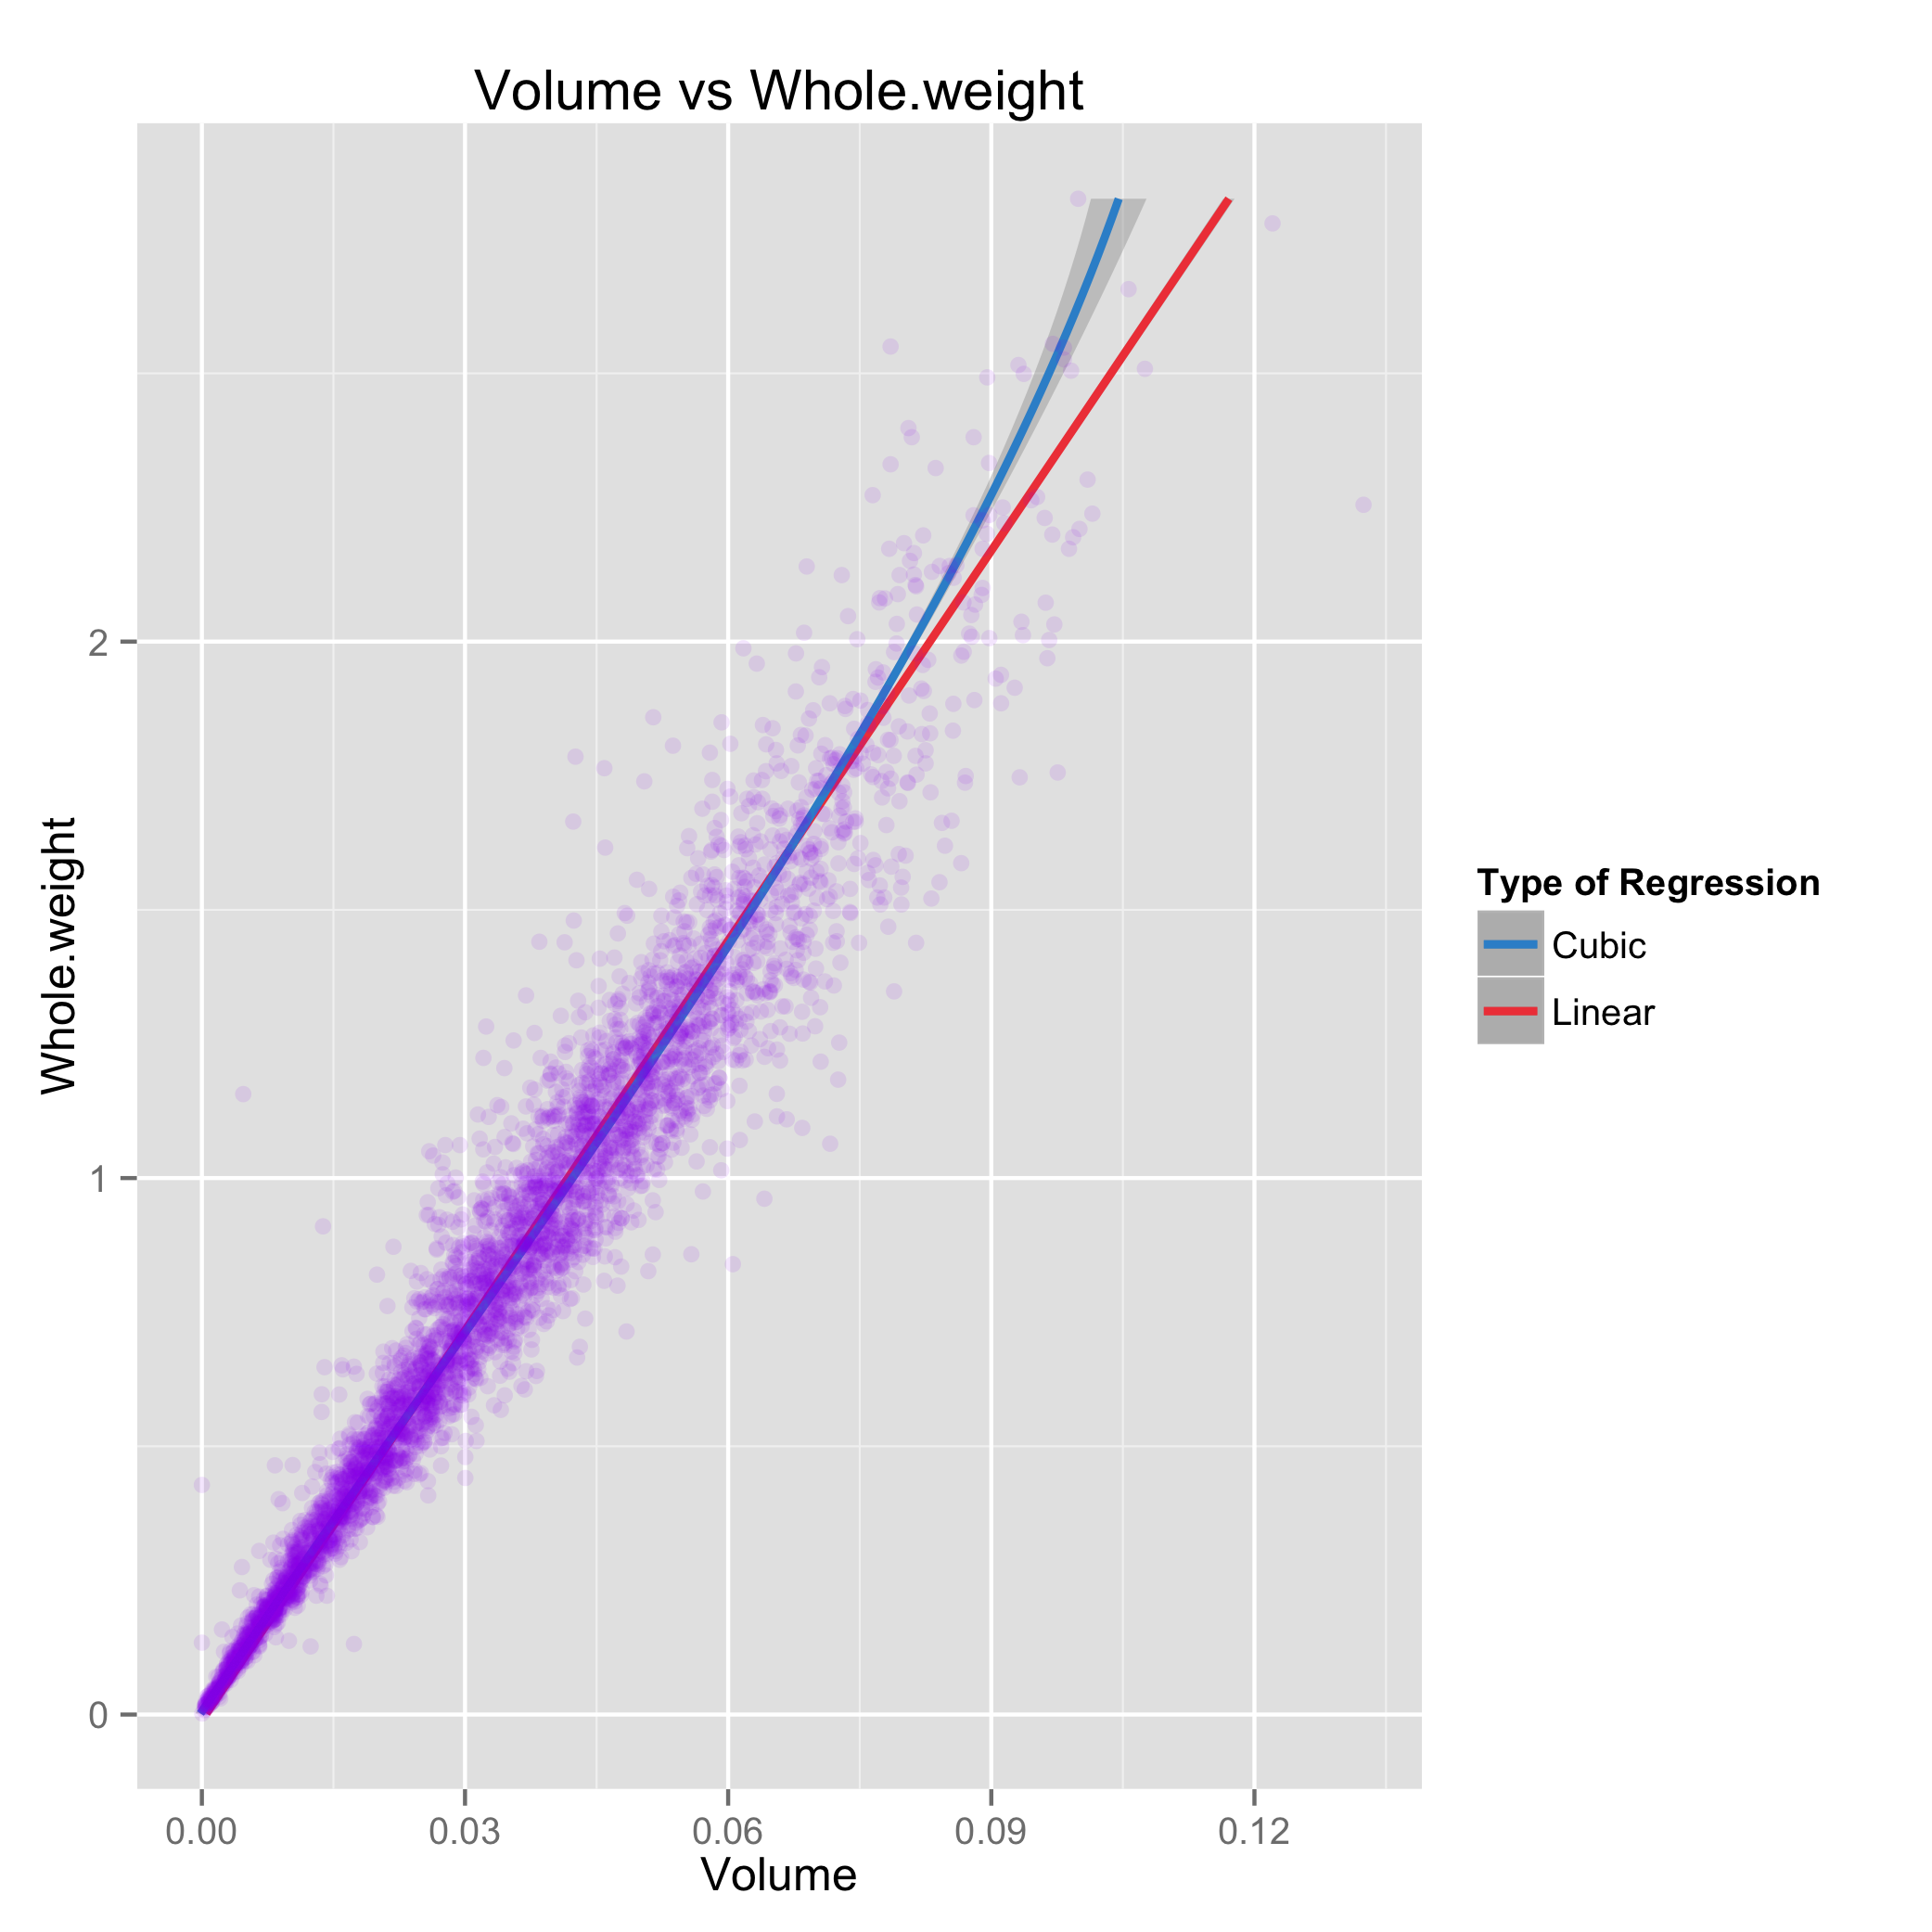 Volume vs Whole.weight
Whole.weight
2
1
0
0.00
0.03
0.06
0.09
0.12
Volume
Type of Regression
Cubic
Linear